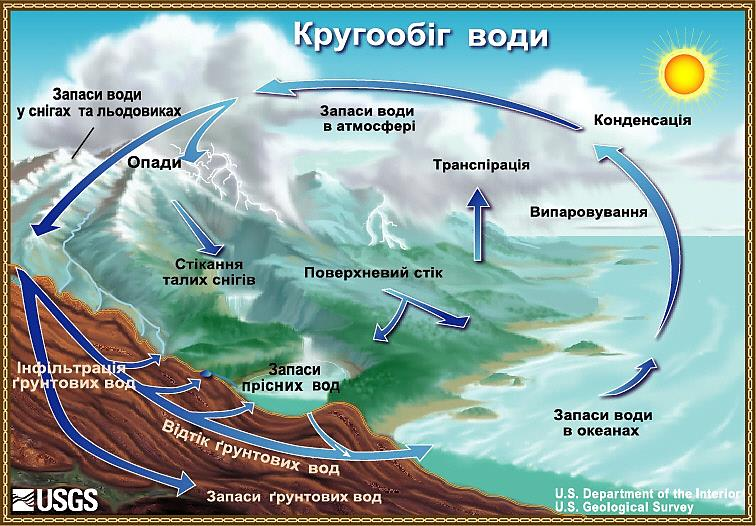 Кругообіг води
Запаси води
у снігах та льодовиках
Запаси води
в атмосфері
Конденсація
Опади
Транспірація
Випаровування
Стікання
талих снігів
Поверхневий стік
Інфільтрація
ґрунтових вод
Запаси
прісних вод
Запаси води
в океанах
Відтік ґрунтових вод
Запаси ґрунтових вод
USGS
U.S. Department of the Interior
U.S. Geological Survey